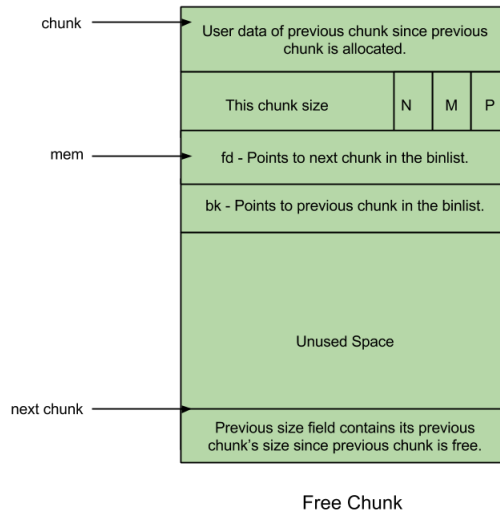 chunk
User data of previous chunk since previous
chunk is allocated.
This chunk size
N
M
P
mem
fd - Points to next chunk in the binlist.
bk - Points to previous chunk in the binlist.
Unused Space
next chunk
Previous size field contains its previous
chunk's size since previous chunk is free.
Free Chunk